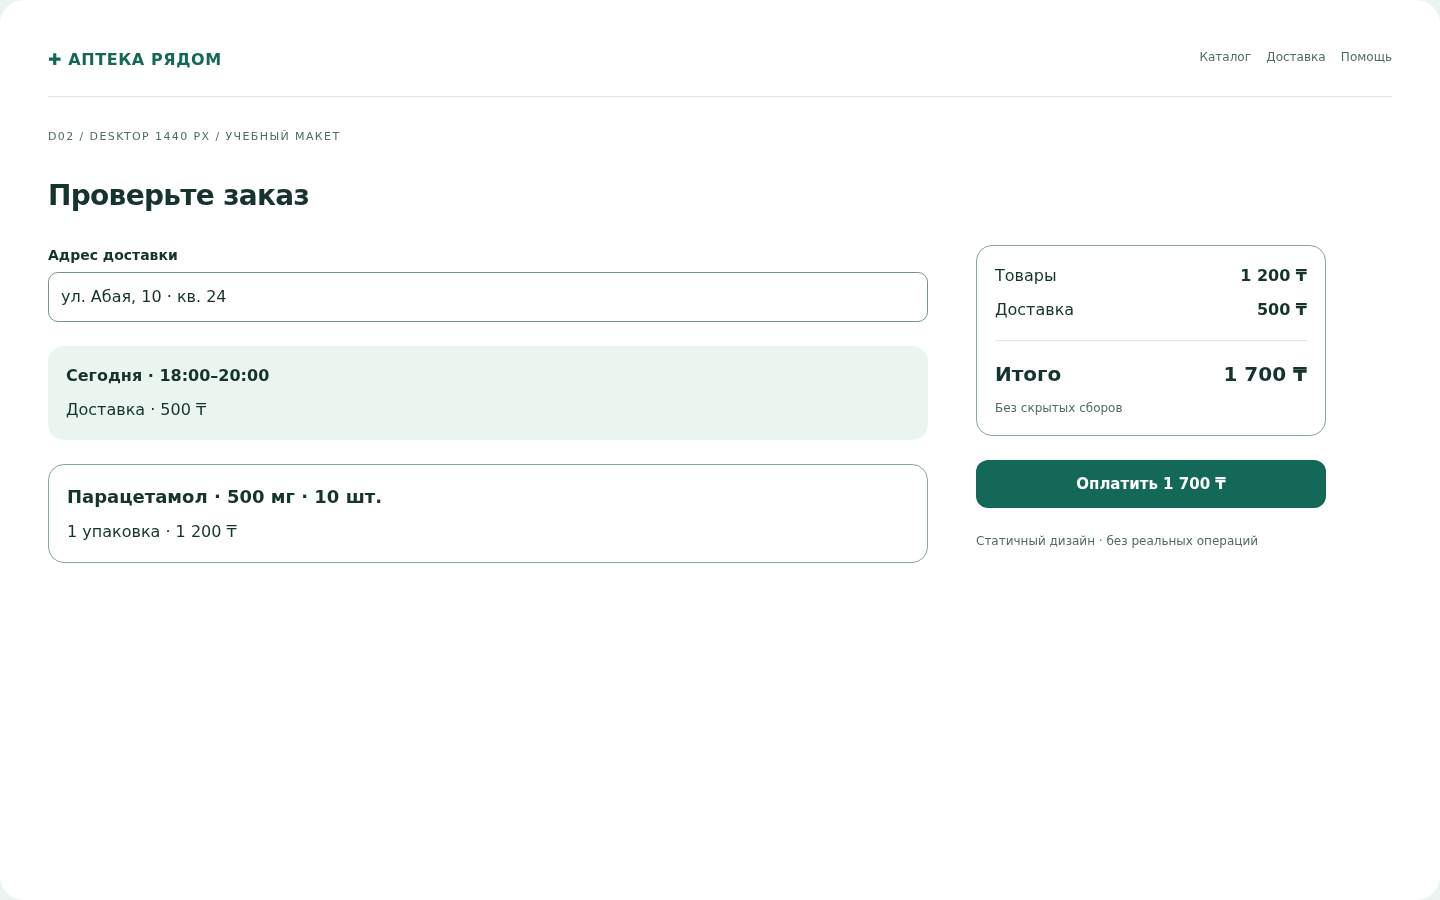 ✚ АПТЕКА РЯДОМ
Каталог Доставка Помощь
D02 / DESKTOP 1440 PX / УЧЕБНЫЙ МАКЕТ
Проверьте заказ
Адрес доставки
ул. Абая, 10 · кв. 24
Сегодня · 18:00–20:00
Доставка · 500 ₸
Парацетамол · 500 мг · 10 шт.
1 упаковка · 1 200 ₸
Товары 1 200 ₸
Доставка 500 ₸
Итого 1 700 ₸
Без скрытых сборов
Оплатить 1 700 ₸
Статичный дизайн · без реальных операций